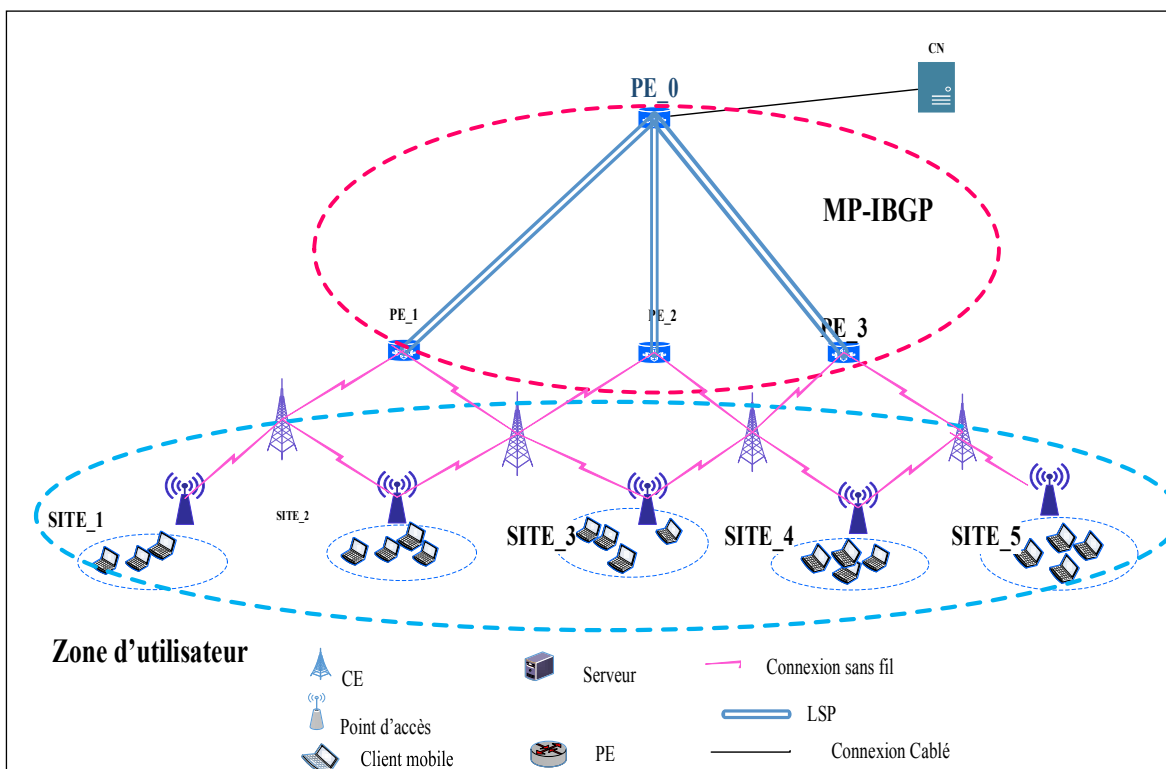 CN
PE_0
MP-IBGP
PE_1
PE_2
PE_3
SITE_1
SITE_2
SITE_3
SITE_4
SITE_5
Zone d’utilisateur
CE
Serveur
Connexion sans fil
Point d’accès
LSP
Client mobile
PE
Connexion Cablé